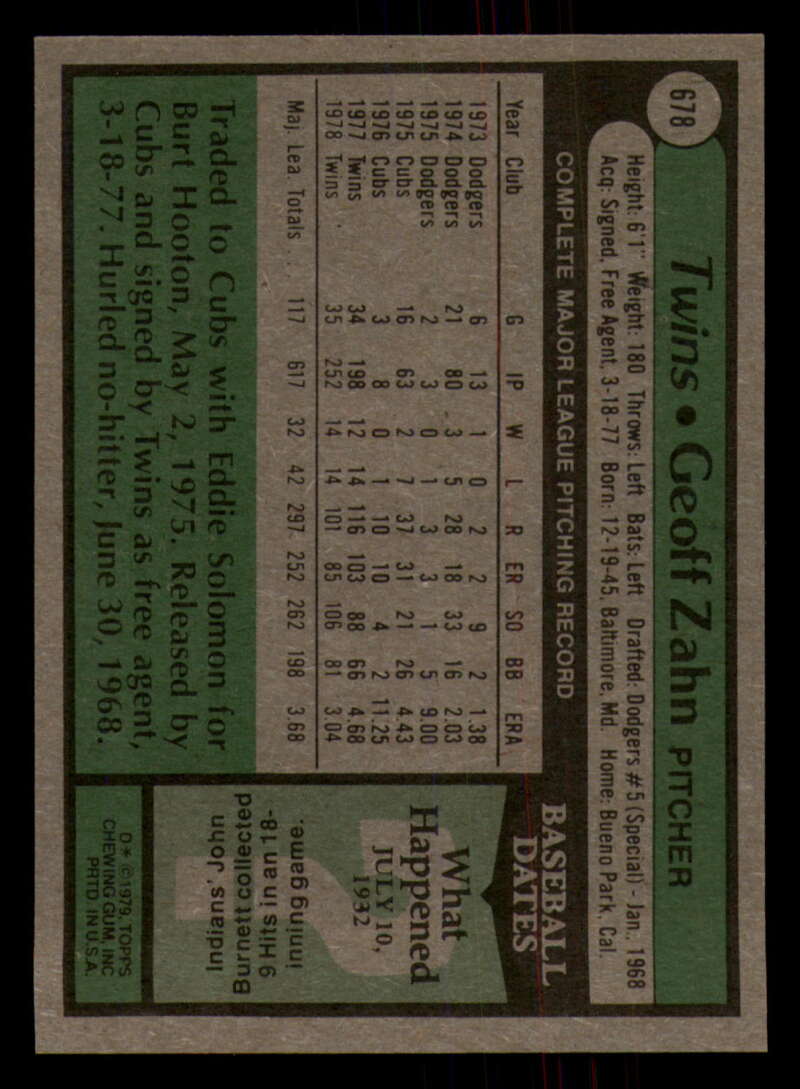 678
Twins • Geoff Zahn PITCHER
Height: 6'1" Weight: 180 Throws: Left Bats: Left Drafted: Dodgers #5 (Special) - Jan., 1968
Acq: Signed, Free Agent, 3-18-77 Born: 12-19-45, Baltimore, Md. Home: Bueno Park, Cal.
COMPLETE MAJOR LEAGUE PITCHING RECORD
Year Club G IP W L R ER SO BB ERA
1973 Dodgers 6 13 1 0 2 2 9 2 1.38
1974 Dodgers 21 80 3 5 28 18 33 16 2.03
1975 Dodgers 2 3 0 1 3 3 1 5 9.00
1975 Cubs 16 63 2 7 37 31 21 26 4.43
1976 Cubs 3 8 0 1 10 10 4 2 11.25
1977 Twins 34 198 12 14 116 103 88 66 4.68
1978 Twins 35 252 14 14 101 85 106 81 3.04
Maj. Lea. Totals . . 117 617 32 42 297 252 262 198 3.68
Traded to Cubs with Eddie Solomon for
Burt Hooton, May 2, 1975. Released by
Cubs and signed by Twins as free agent,
3-18-77. Hurled no-hitter, June 30, 1968.
BASEBALL
DATES
What
Happened
JULY 10,
1932
Indians' John
Burnett collected
9 Hits in an 18-
inning game.
D* © 1979, TOPPS
CHEWING GUM, INC
PRTD IN U.S.A.